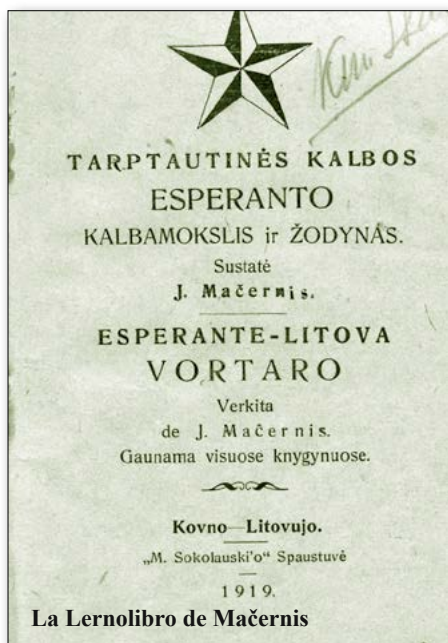 TARPTAUTINĖS KALBOS
ESPERANTO
KALBAMOKSLIS ir ŽODYNAS.
Sustatė
J. Mačernis.
ESPERANTE-LITOVA
VORTARO
Verkita
de J. Mačernis.
Gaunama visuose knygynuose.
Kovno—Litovujo.
„M. Sokolauski'o“ Spaustuvė
1919.
La Lernolibro de Mačernis